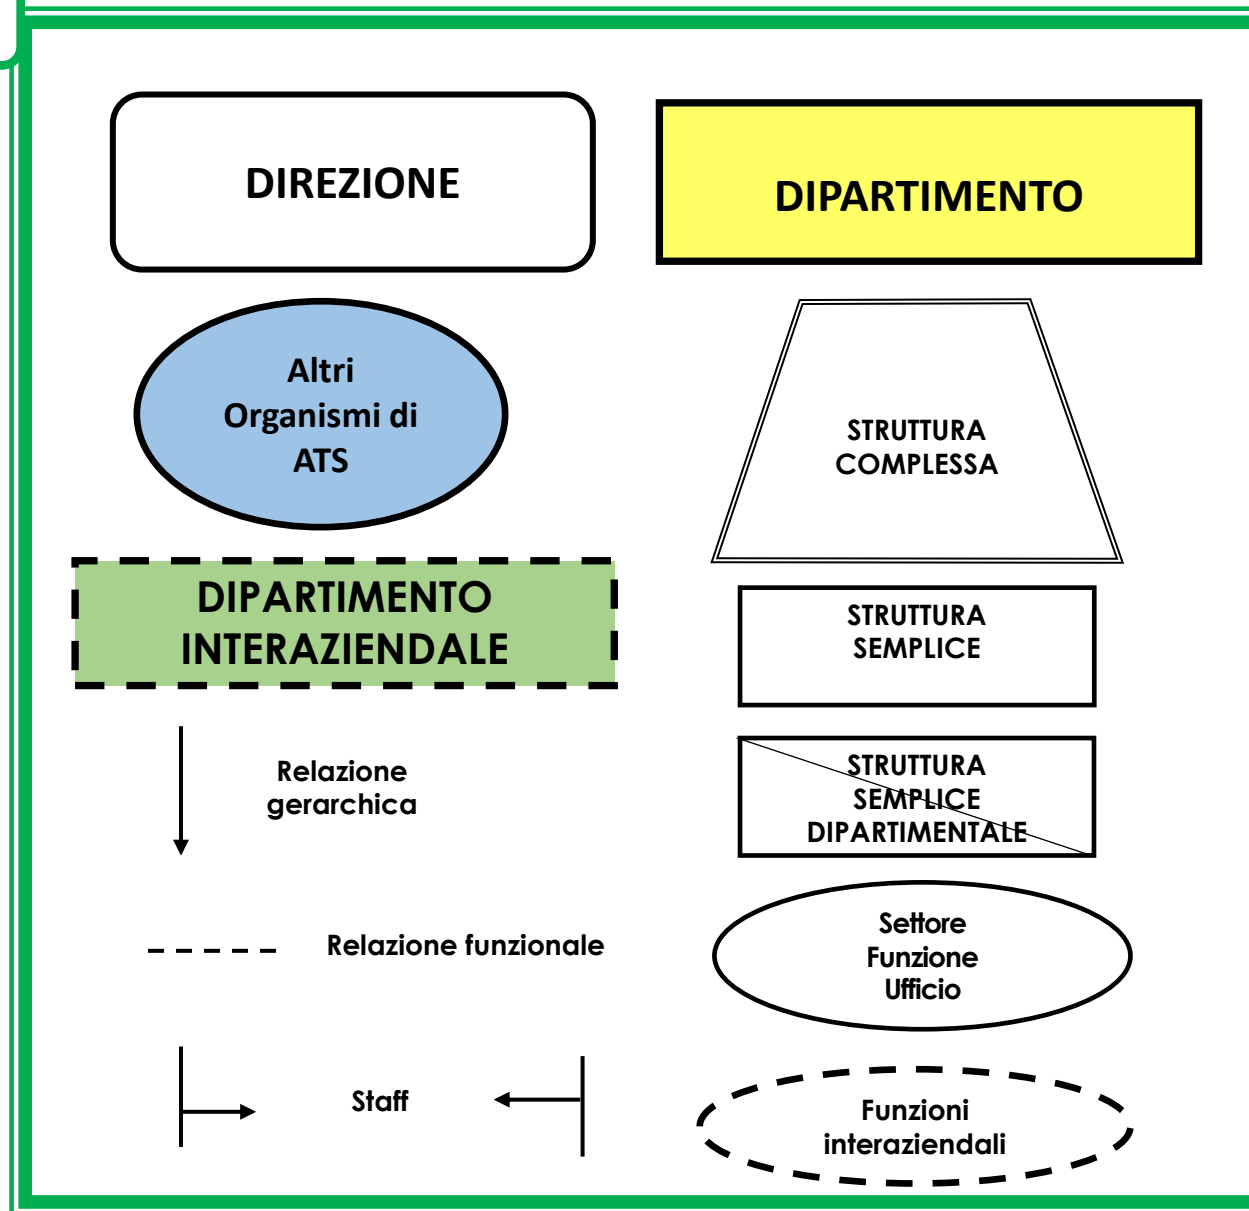 DIREZIONE
DIPARTIMENTO
Altri
Organismi di
ATS
STRUTTURA
COMPLESSA
DIPARTIMENTO
INTERAZIENDALE
STRUTTURA
SEMPLICE
Relazione
gerarchica
STRUTTURA
SEMPLICE
DIPARTIMENTALE
Relazione funzionale
Settore
Funzione
Ufficio
Staff
Funzioni
interaziendali